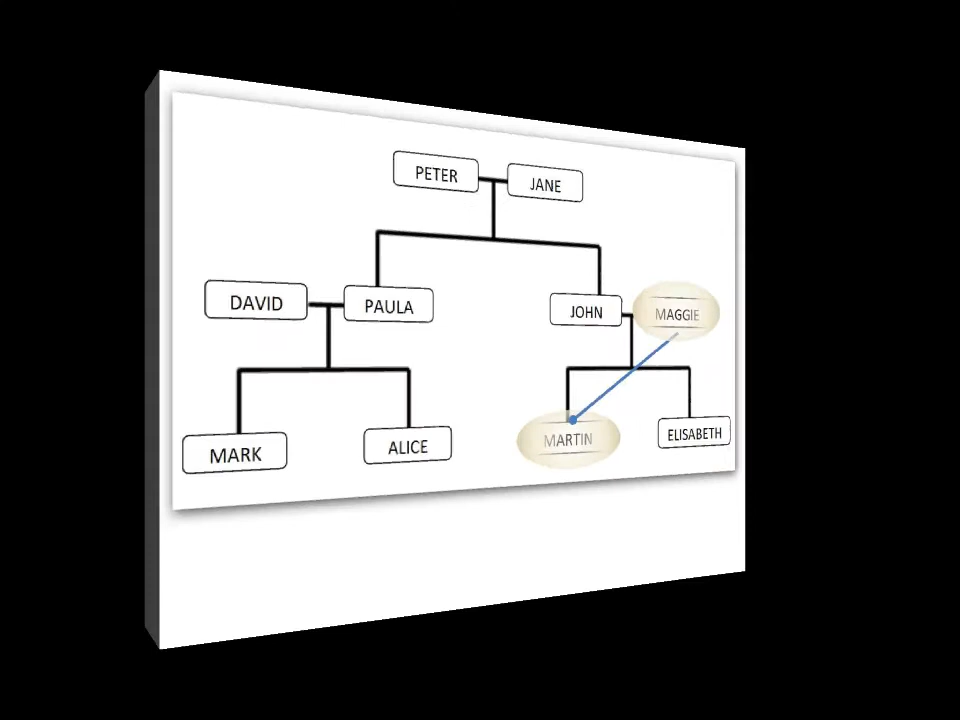 PETER
JANE
DAVID
PAULA
JOHN
MAGGIE
MARK
ALICE
MARTIN
ELISABETH